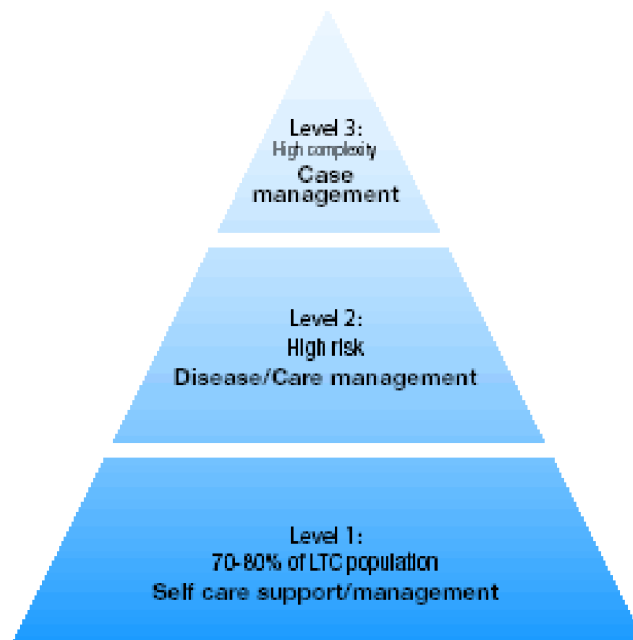 Level 3:
High complexity
Case
management
Level 2:
High risk
Disease/Care management
Level 1:
70-80% of LTC population
Self care support/management